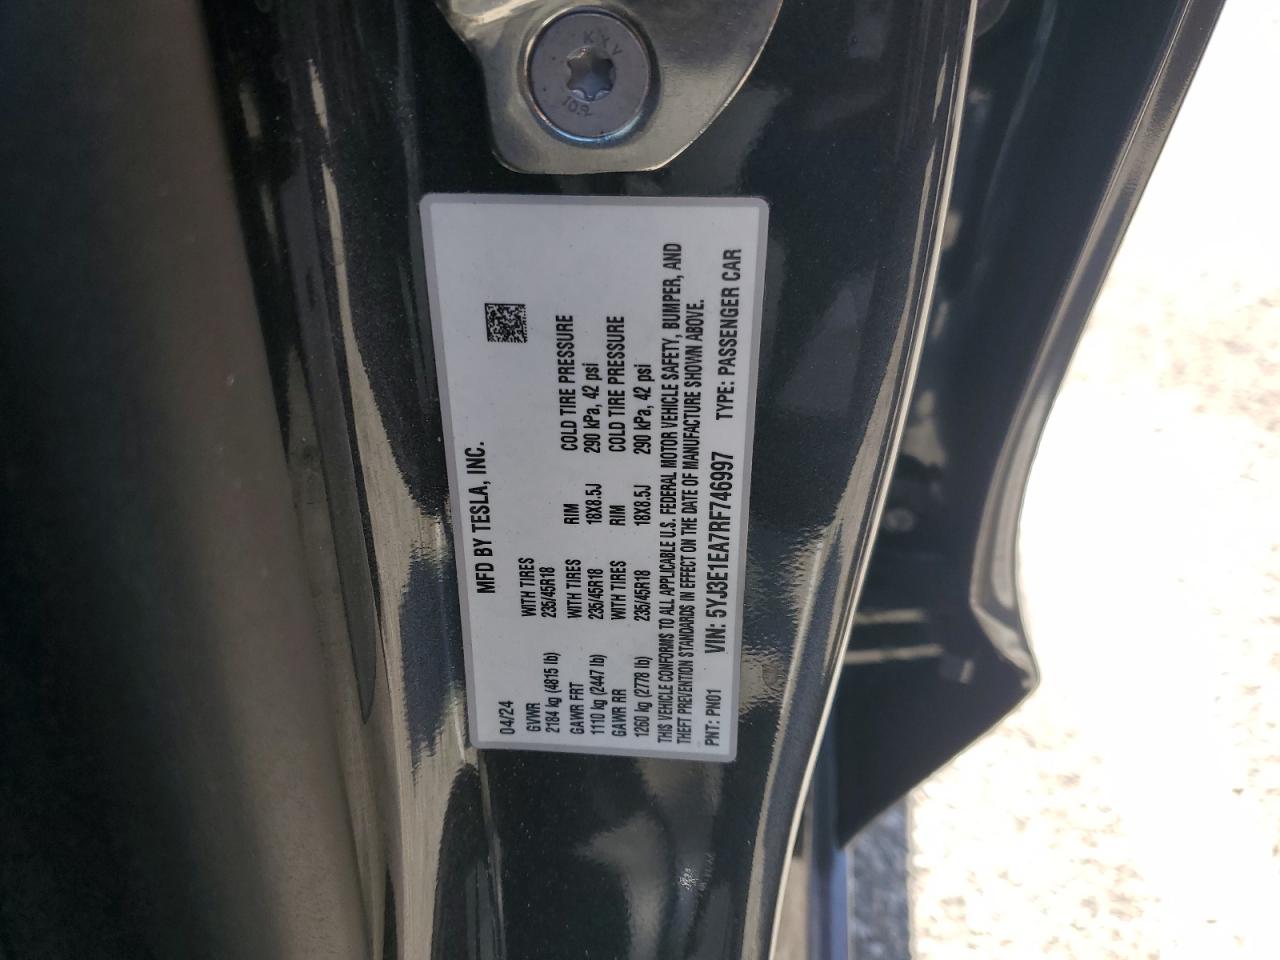 KXY
10.9
MFD BY TESLA, INC.
04/24
GVWR WITH TIRES
2184 kg (4815 lb) 235/45R18
GAWR FRT WITH TIRES RIM COLD TIRE PRESSURE
1110 kg (2447 lb) 235/45R18 18X8.5J 290 kPa, 42 psi
GAWR RR WITH TIRES RIM COLD TIRE PRESSURE
1260 kg (2778 lb) 235/45R18 18X8.5J 290 kPa, 42 psi
THIS VEHICLE CONFORMS TO ALL APPLICABLE U.S. FEDERAL MOTOR VEHICLE SAFETY, BUMPER, AND
THEFT PREVENTION STANDARDS IN EFFECT ON THE DATE OF MANUFACTURE SHOWN ABOVE.
PNT: PN01 VIN: 5YJ3E1EA7RF746997 TYPE: PASSENGER CAR